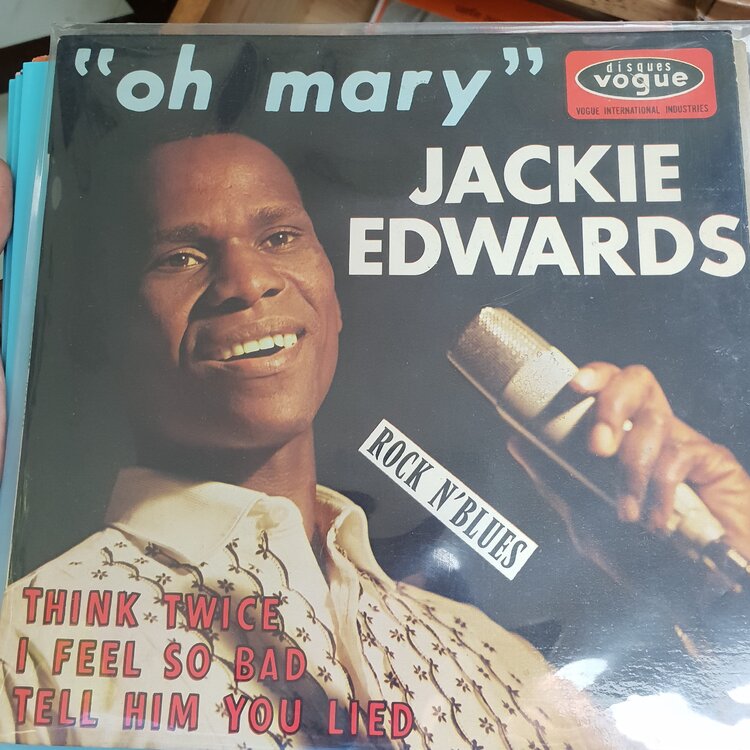 “oh mary”
disques
vogue
VOGUE INTERNATIONAL INDUSTRIES
JACKIE
EDWARDS
ROCK N'BLUES
THINK TWICE
I FEEL SO BAD
TELL HIM YOU LIED